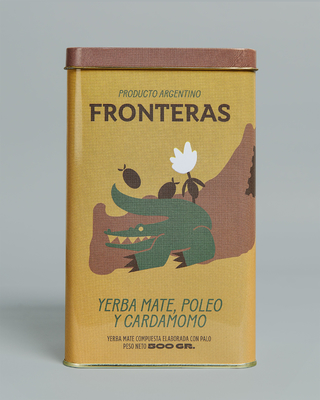 PRODUCTO ARGENTINO
FRONTERAS
YERBA MATE, POLEO
Y CARDAMOMO
YERBA MATE COMPUESTA ELABORADA CON PALO
PESO NETO 500 GR.